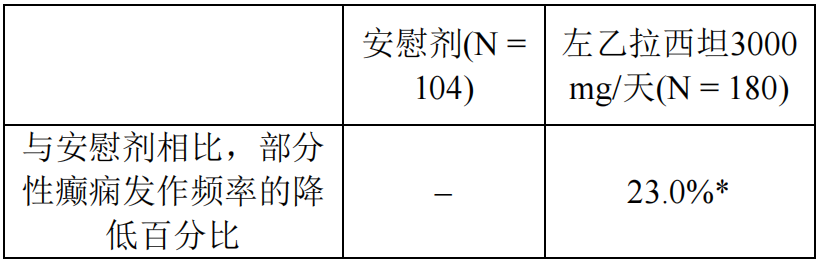 安慰剂(N =
104)
左乙拉西坦3000
mg/天(N = 180)
与安慰剂相比，部分
性癫痫发作频率的降
低百分比
–
23.0%*